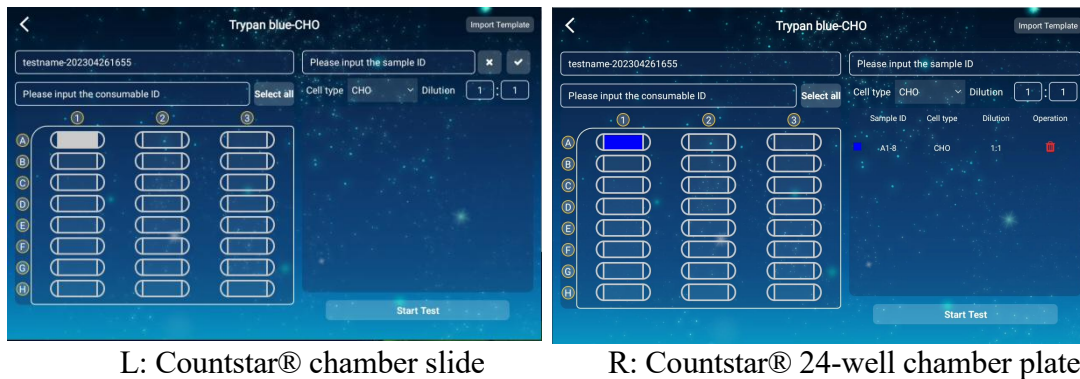 Trypan blue-CHO
Import Template
testname-202304261655
Please input the sample ID
Please input the consumable ID
Select all
Cell type CHO Dilution 1 : 1
1 2 3
A
B
C
D
E
F
G
H
Start Test
L: Countstar® chamber slide
Trypan blue-CHO
Import Template
testname-202304261655
Please input the sample ID
Please input the consumable ID
Select all
Cell type CHO Dilution 1 : 1
Sample ID Cell type Dilution Operation
A1-8 CHO 1:1
1 2 3
A
B
C
D
E
F
G
H
Start Test
R: Countstar® 24-well chamber plate